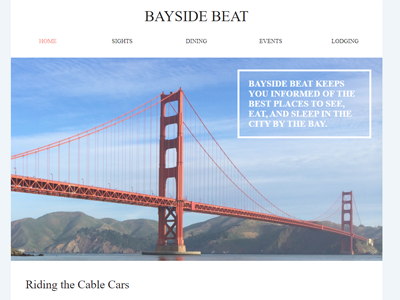 BAYSIDE BEAT
HOME SIGHTS DINING EVENTS LODGING
BAYSIDE BEAT KEEPS
YOU INFORMED OF THE
BEST PLACES TO SEE,
EAT, AND SLEEP IN THE
CITY BY THE BAY.
Riding the Cable Cars